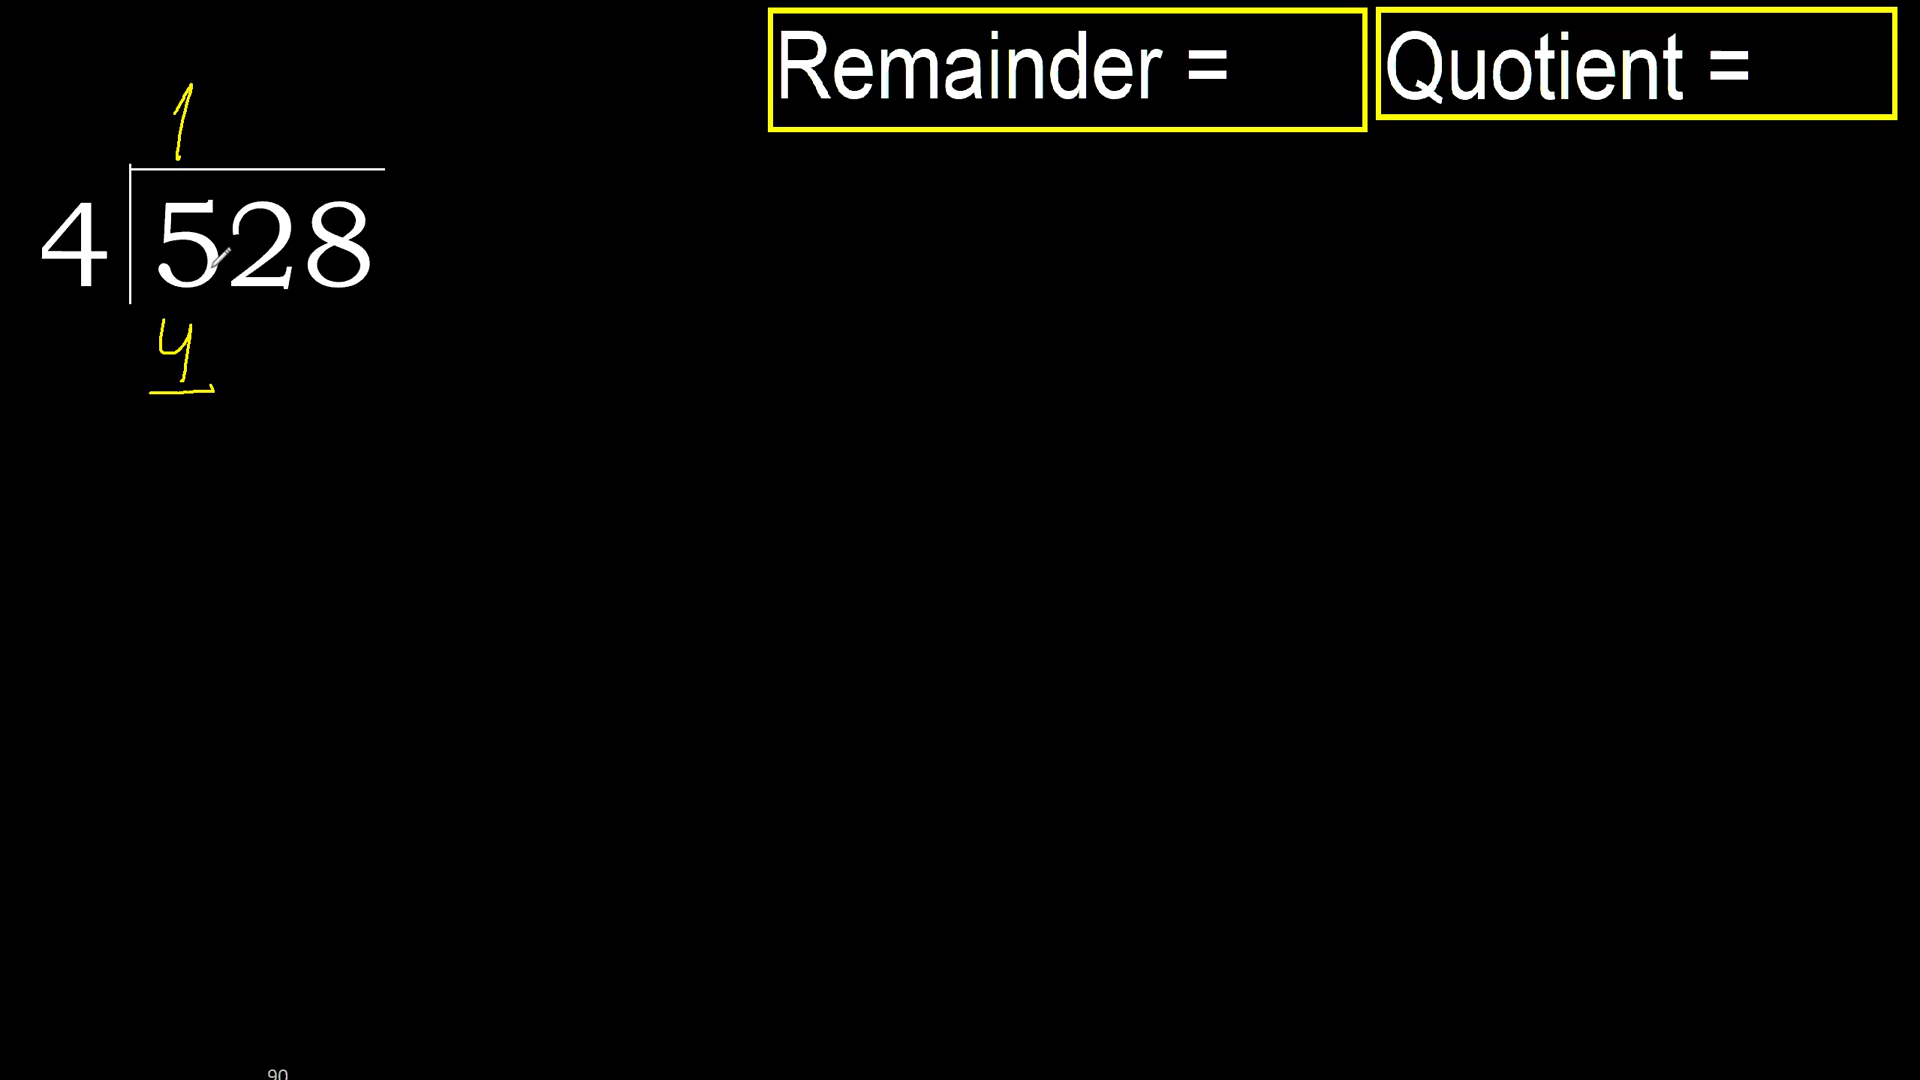 Remainder = Quotient =
1
4 528
4
90